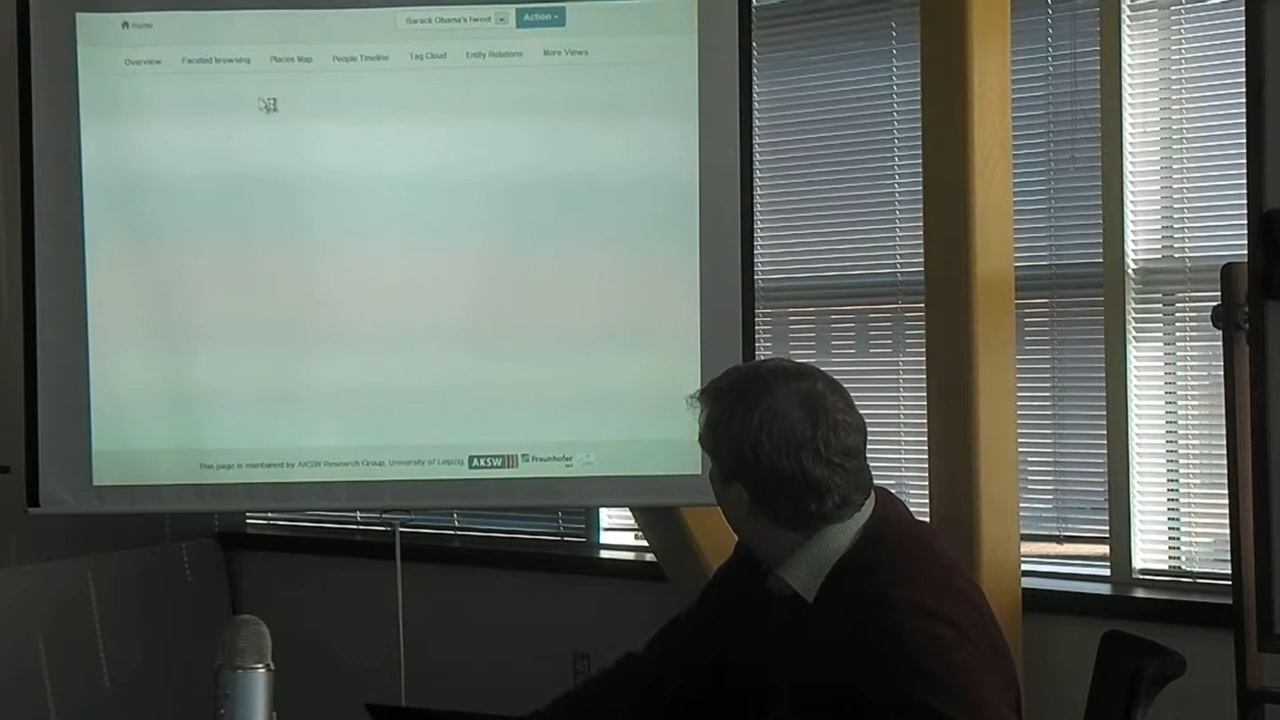 Home
Barack Obama's tweet
Action
Overview
Faceted browsing
Places Map
People Timeline
Tag Cloud
Entity Relations
More Views
This page is maintained by AKSW Research Group, University of Leipzig.
AKSW
Fraunhofer